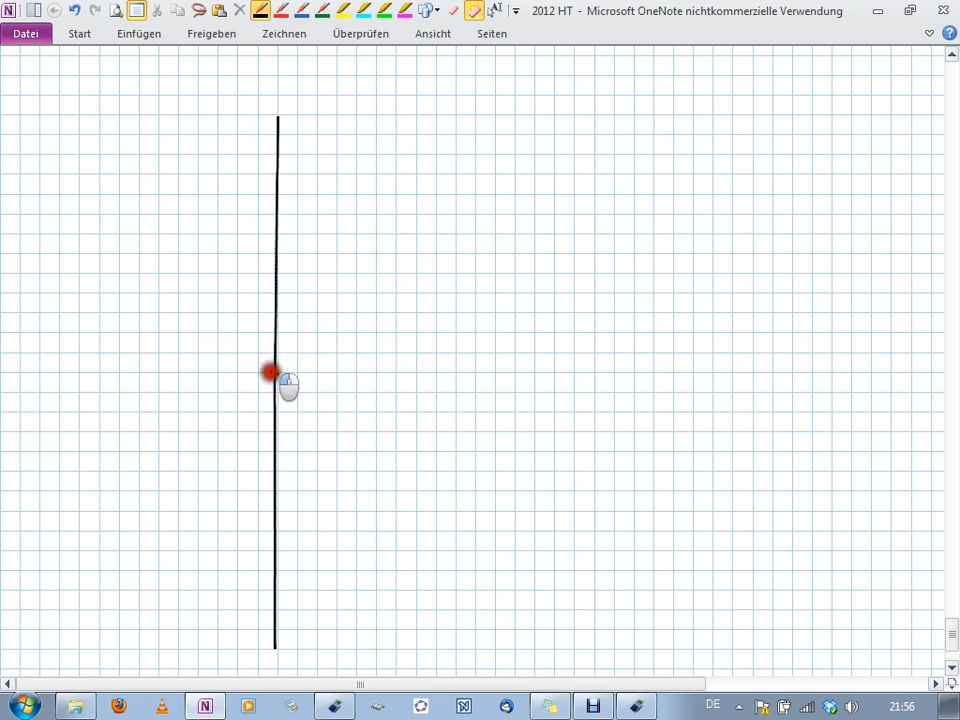 2012 HT - Microsoft OneNote nichtkommerzielle Verwendung
Datei Start Einfügen Freigeben Zeichnen Überprüfen Ansicht Seiten
DE 21:56